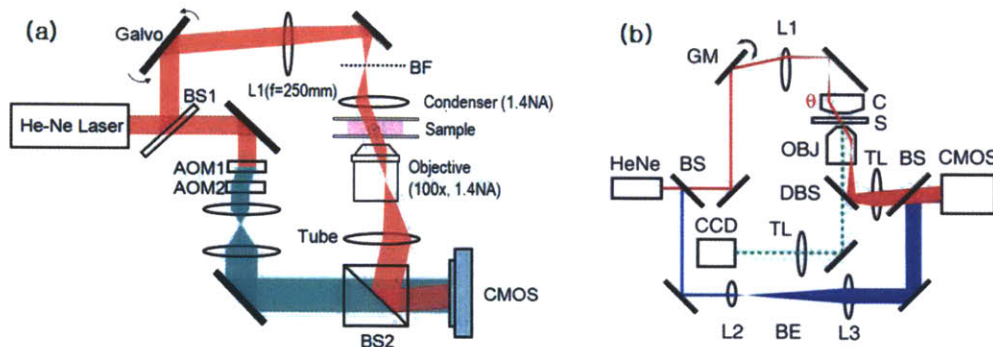 (a)
Galvo
BS1
L1(f=250mm)
BF
Condenser (1.4NA)
Sample
He-Ne Laser
AOM1
AOM2
Objective
(100x, 1.4NA)
Tube
CMOS
BS2
(b)
GM
L1
θ
C
S
OBJ
HeNe
BS
TL
BS
CMOS
DBS
CCD
TL
L2
BE
L3